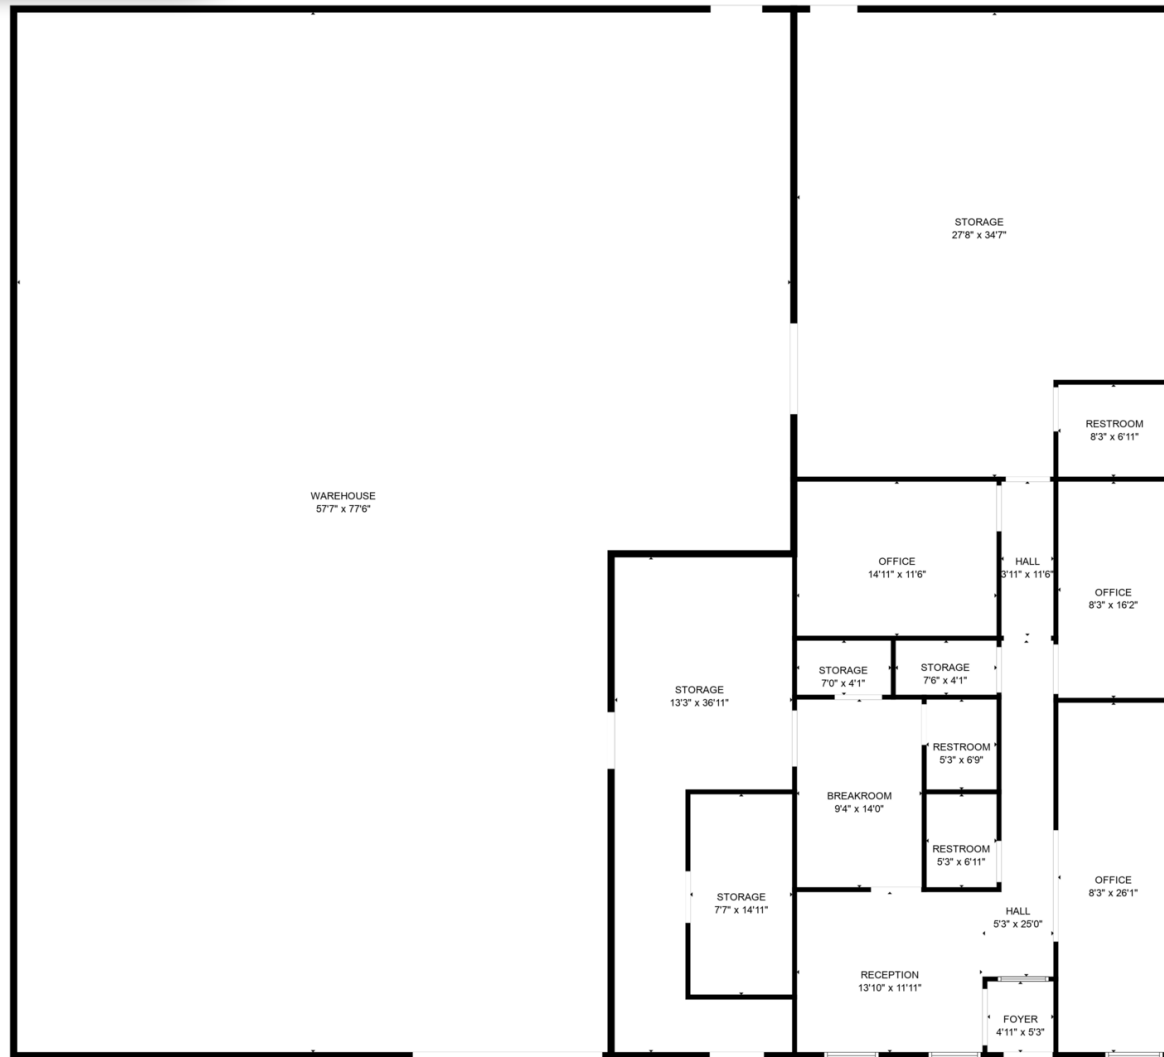 STORAGE
27'8" x 34'7"
RESTROOM
8'3" x 6'11"
WAREHOUSE
57'7" x 77'6"
OFFICE
14'11" x 11'6"
HALL
3'11" x 11'6"
OFFICE
8'3" x 16'2"
STORAGE
13'3" x 36'11"
STORAGE
7'0" x 4'1"
STORAGE
7'6" x 4'1"
RESTROOM
5'3" x 6'9"
BREAKROOM
9'4" x 14'0"
RESTROOM
5'3" x 6'11"
STORAGE
7'7" x 14'11"
OFFICE
8'3" x 26'1"
HALL
5'3" x 25'0"
RECEPTION
13'10" x 11'11"
FOYER
4'11" x 5'3"